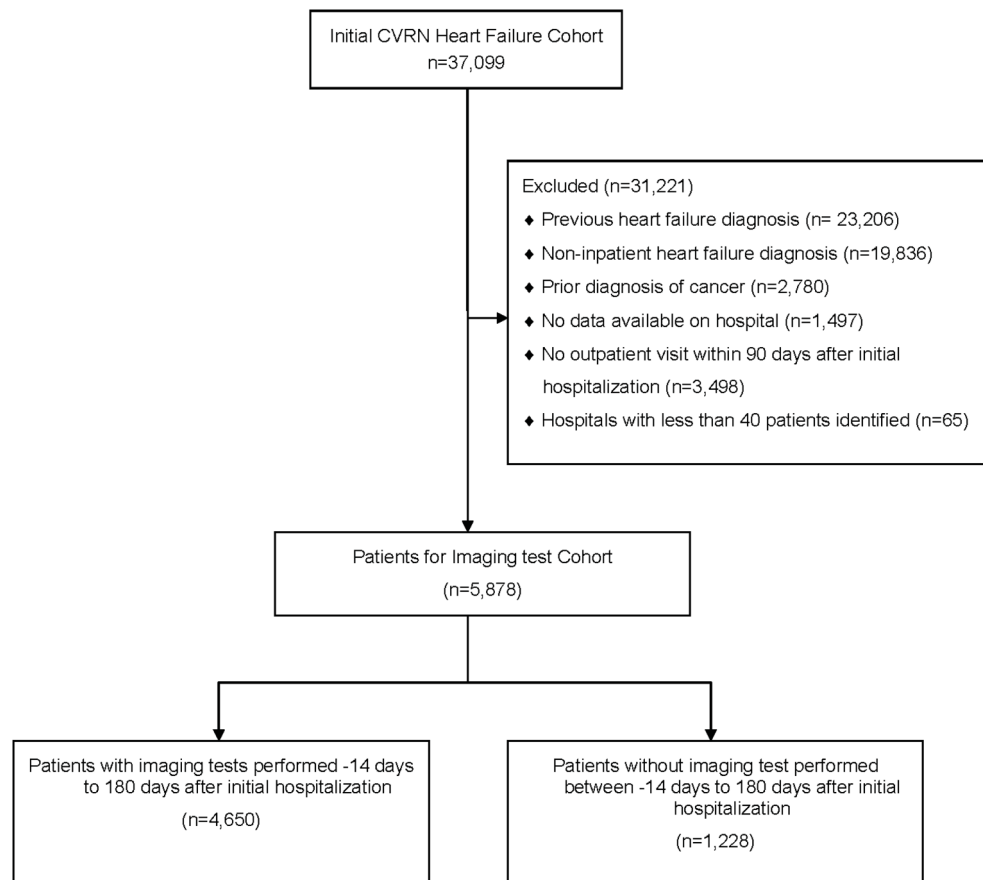 Initial CVRN Heart Failure Cohort
n=37,099
Excluded (n=31,221)
♦ Previous heart failure diagnosis (n= 23,206)
♦ Non-inpatient heart failure diagnosis (n=19,836)
♦ Prior diagnosis of cancer (n=2,780)
♦ No data available on hospital (n=1,497)
♦ No outpatient visit within 90 days after initial
hospitalization (n=3,498)
♦ Hospitals with less than 40 patients identified (n=65)
Patients for Imaging test Cohort
(n=5,878)
Patients with imaging tests performed -14 days
to 180 days after initial hospitalization
(n=4,650)
Patients without imaging test performed
between -14 days to 180 days after initial
hospitalization
(n=1,228)